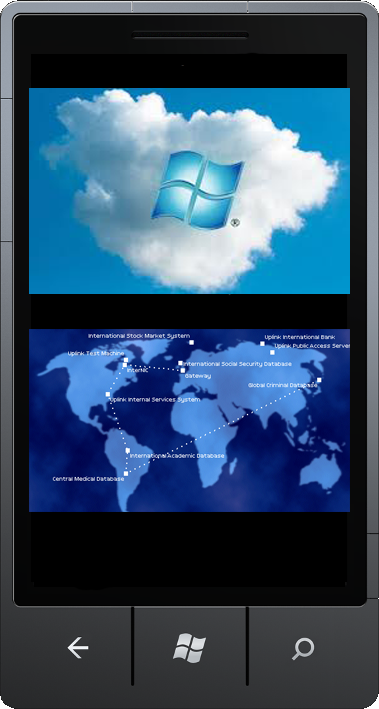 ®
International Stock Market System
Uplink International Bank
Uplink Public Access Server
Uplink Test Machine
InterNIC
International Social Security Database
Gateway
Global Criminal Database
Uplink Internal Services System
International Academic Database
Central Medical Database